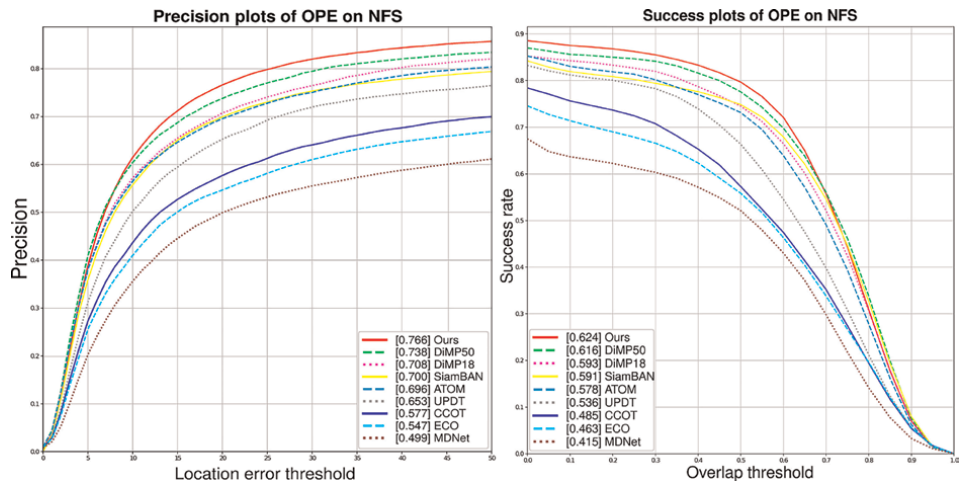 Precision plots of OPE on NFS
Precision
0.8
0.7
0.6
0.5
0.4
0.3
0.2
0.1
0.0
0 5 10 15 20 25 30 35 40 45 50
Location error threshold
[0.766] Ours
[0.738] DiMP50
[0.708] DiMP18
[0.700] SiamBAN
[0.696] ATOM
[0.653] UPDT
[0.577] CCOT
[0.547] ECO
[0.499] MDNet
Success plots of OPE on NFS
Success rate
0.9
0.8
0.7
0.6
0.5
0.4
0.3
0.2
0.1
0.0
0.0 0.1 0.2 0.3 0.4 0.5 0.6 0.7 0.8 0.9 1.0
Overlap threshold
[0.624] Ours
[0.616] DiMP50
[0.593] DiMP18
[0.591] SiamBAN
[0.578] ATOM
[0.536] UPDT
[0.485] CCOT
[0.463] ECO
[0.415] MDNet